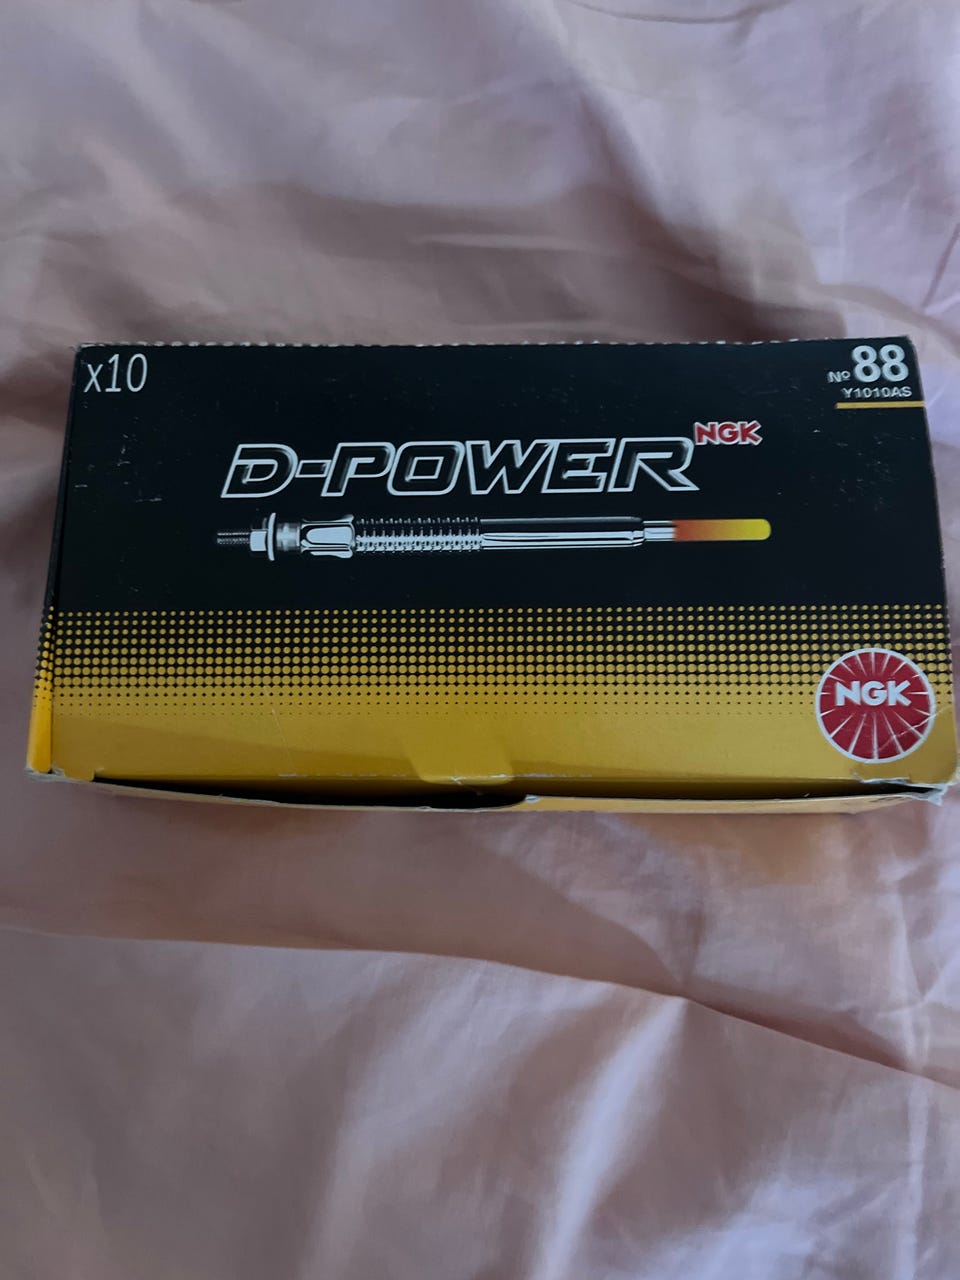 x10
Nº 88
Y1010AS
D-POWER NGK
NGK